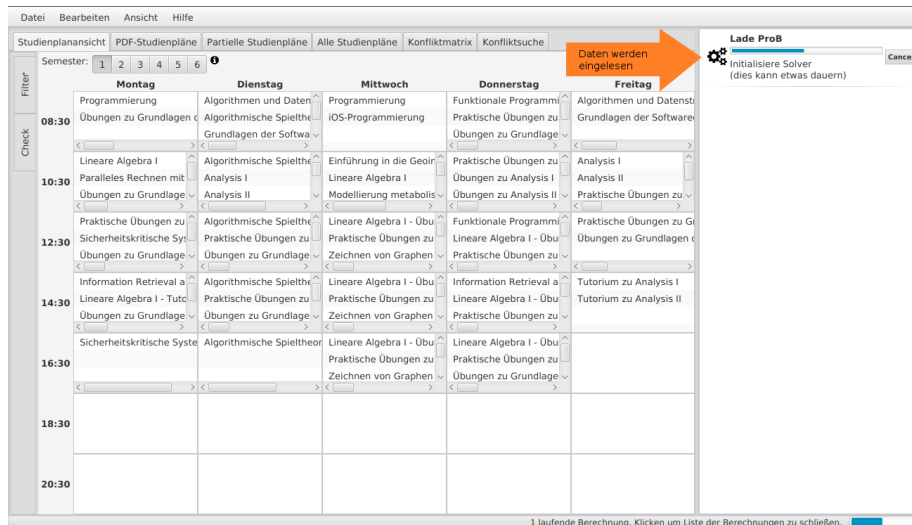 Datei Bearbeiten Ansicht Hilfe
Studienplanansicht PDF-Studienpläne Partielle Studienpläne Alle Studienpläne Konfliktmatrix Konfliktsuche
Semester: 1 2 3 4 5 6
Filter
Check
Montag Dienstag Mittwoch Donnerstag Freitag
08:30
Programmierung
Übungen zu Grundlagen
Algorithmen und Daten
Algorithmische Spielthe
Grundlagen der Softwa
Programmierung
iOS-Programmierung
Funktionale Programmi
Praktische Übungen zu
Übungen zu Grundlage
Algorithmen und Datenst
Grundlagen der Software
10:30
Lineare Algebra I
Paralleles Rechnen mit
Übungen zu Grundlage
Algorithmische Spielthe
Analysis I
Analysis II
Einführung in die Geoin
Lineare Algebra I
Modellierung metabolis
Praktische Übungen zu
Übungen zu Analysis I
Übungen zu Analysis II
Analysis I
Analysis II
Praktische Übungen zu
12:30
Praktische Übungen zu
Sicherheitskritische Sys
Übungen zu Grundlage
Algorithmische Spielthe
Praktische Übungen zu
Übungen zu Grundlage
Lineare Algebra I - Übu
Praktische Übungen zu
Zeichnen von Graphen
Funktionale Programmi
Lineare Algebra I - Übu
Praktische Übungen zu
Praktische Übungen zu Gr
Übungen zu Grundlagen
14:30
Information Retrieval a
Lineare Algebra I - Tuto
Übungen zu Grundlage
Algorithmische Spielthe
Praktische Übungen zu
Übungen zu Grundlage
Lineare Algebra I - Übu
Praktische Übungen zu
Zeichnen von Graphen
Information Retrieval a
Lineare Algebra I - Übu
Praktische Übungen zu
Tutorium zu Analysis I
Tutorium zu Analysis II
16:30
Sicherheitskritische Syste
Algorithmische Spieltheor
Lineare Algebra I - Übu
Praktische Übungen zu
Zeichnen von Graphen
Lineare Algebra I - Übu
Praktische Übungen zu
Übungen zu Grundlage
18:30
20:30
Daten werden
eingelesen
Lade ProB
Cance
Initialisiere Solver
(dies kann etwas dauern)
1 laufende Berechnung. Klicken um Liste der Berechnungen zu schließen.